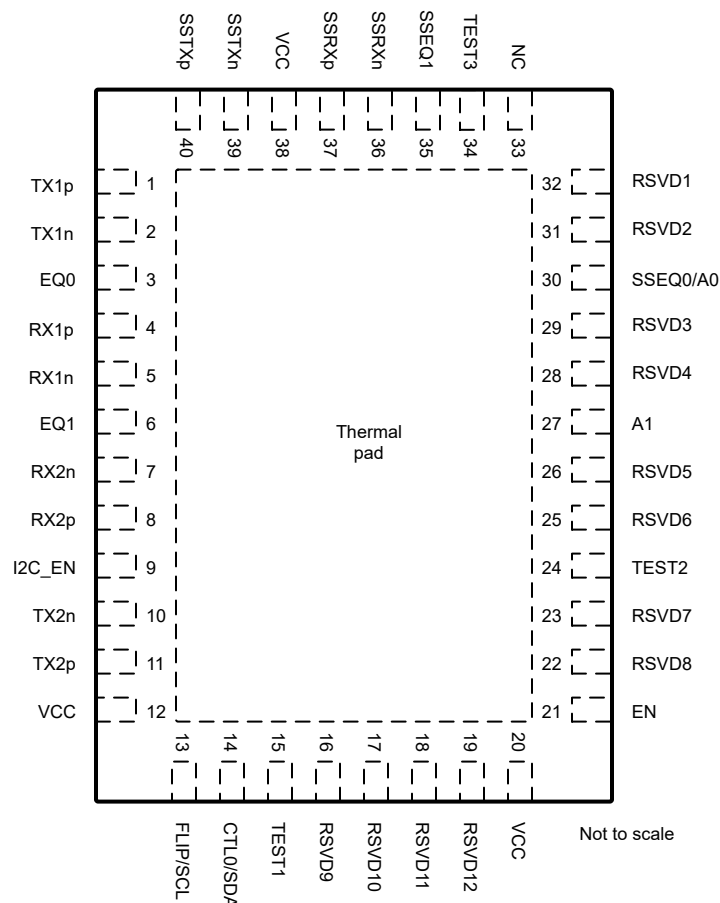 SSTXp
SSTXn
VCC
SSRXp
SSRXn
SSEQ1
TEST3
NC
40
39
38
37
36
35
34
33
TX1p 1
TX1n 2
EQ0 3
RX1p 4
RX1n 5
EQ1 6
RX2n 7
RX2p 8
I2C_EN 9
TX2n 10
TX2p 11
VCC 12
Thermal
pad
32 RSVD1
31 RSVD2
30 SSEQ0/A0
29 RSVD3
28 RSVD4
27 A1
26 RSVD5
25 RSVD6
24 TEST2
23 RSVD7
22 RSVD8
21 EN
13
14
15
16
17
18
19
20
FLIP/SCL
CTL0/SDA
TEST1
RSVD9
RSVD10
RSVD11
RSVD12
VCC
Not to scale